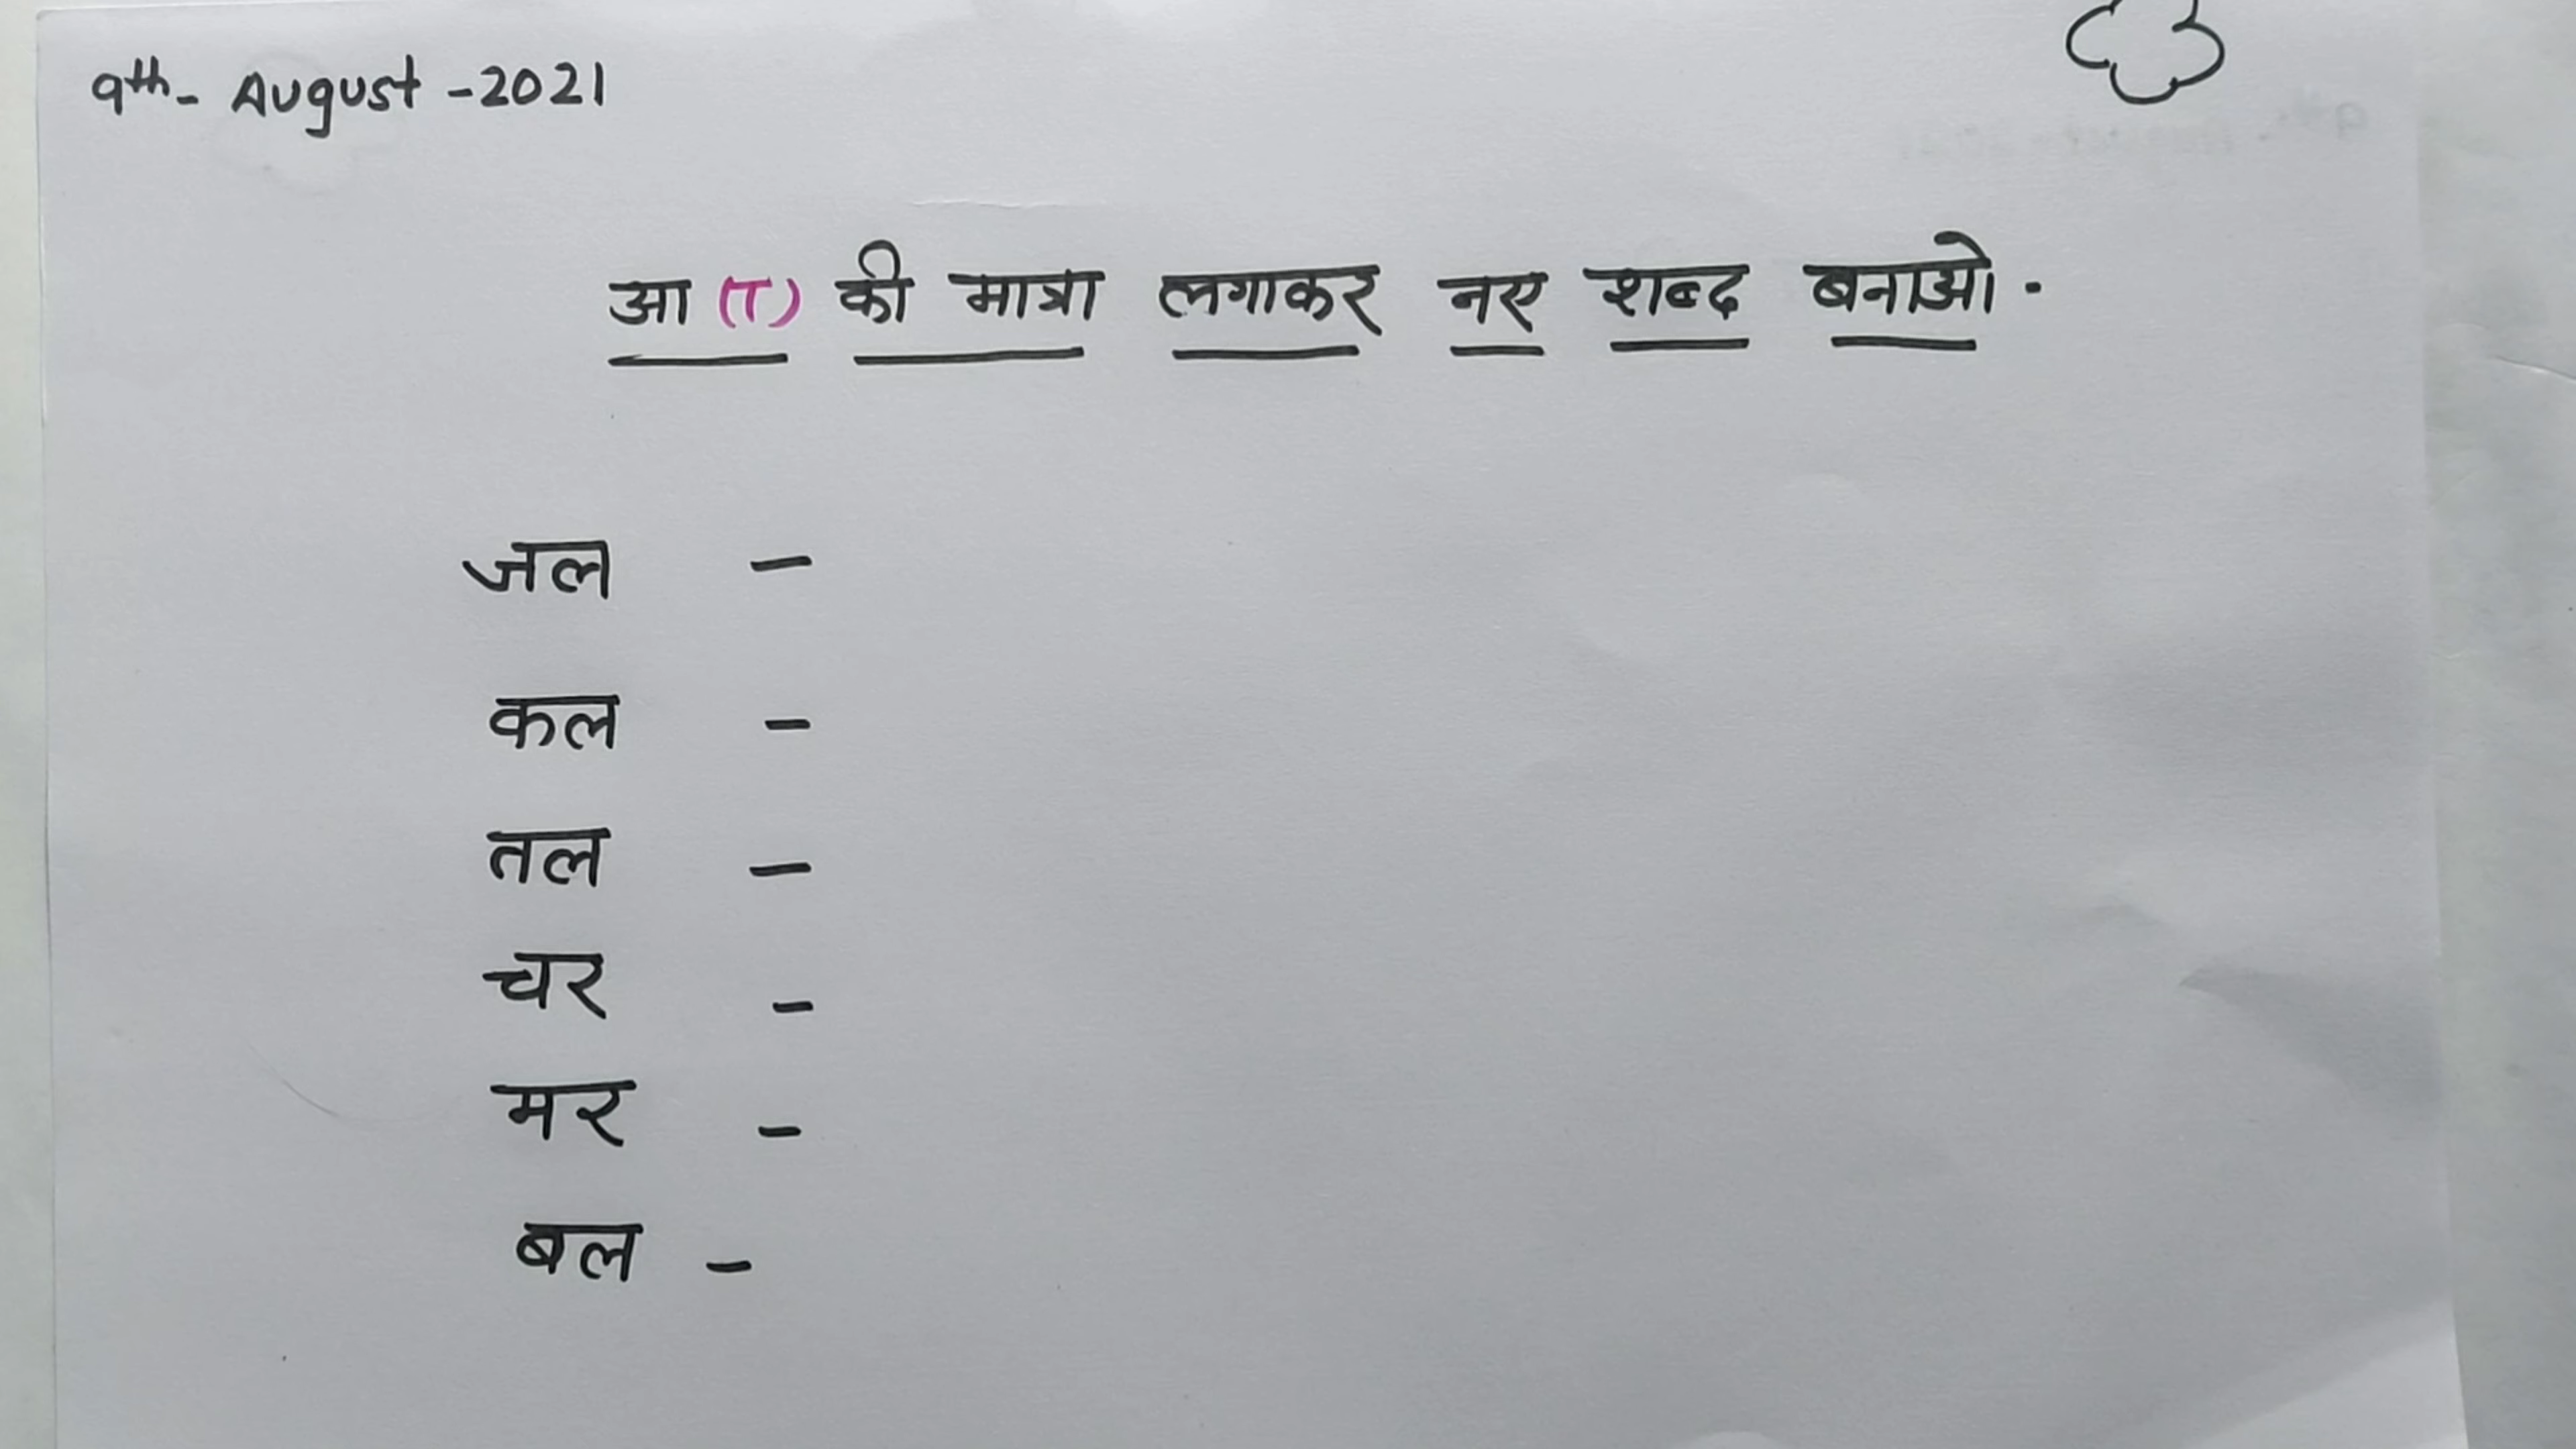 9th- August -2021
आ (ा) की मात्रा लगाकर नए शब्द बनाओ.
जल -
कल -
तल -
चर -
मर -
बल -